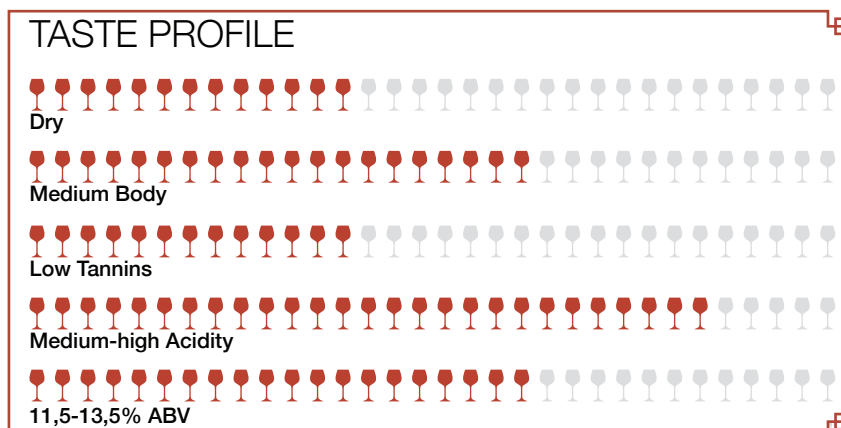 TASTE PROFILE
Dry
Medium Body
Low Tannins
Medium-high Acidity
11,5-13,5% ABV